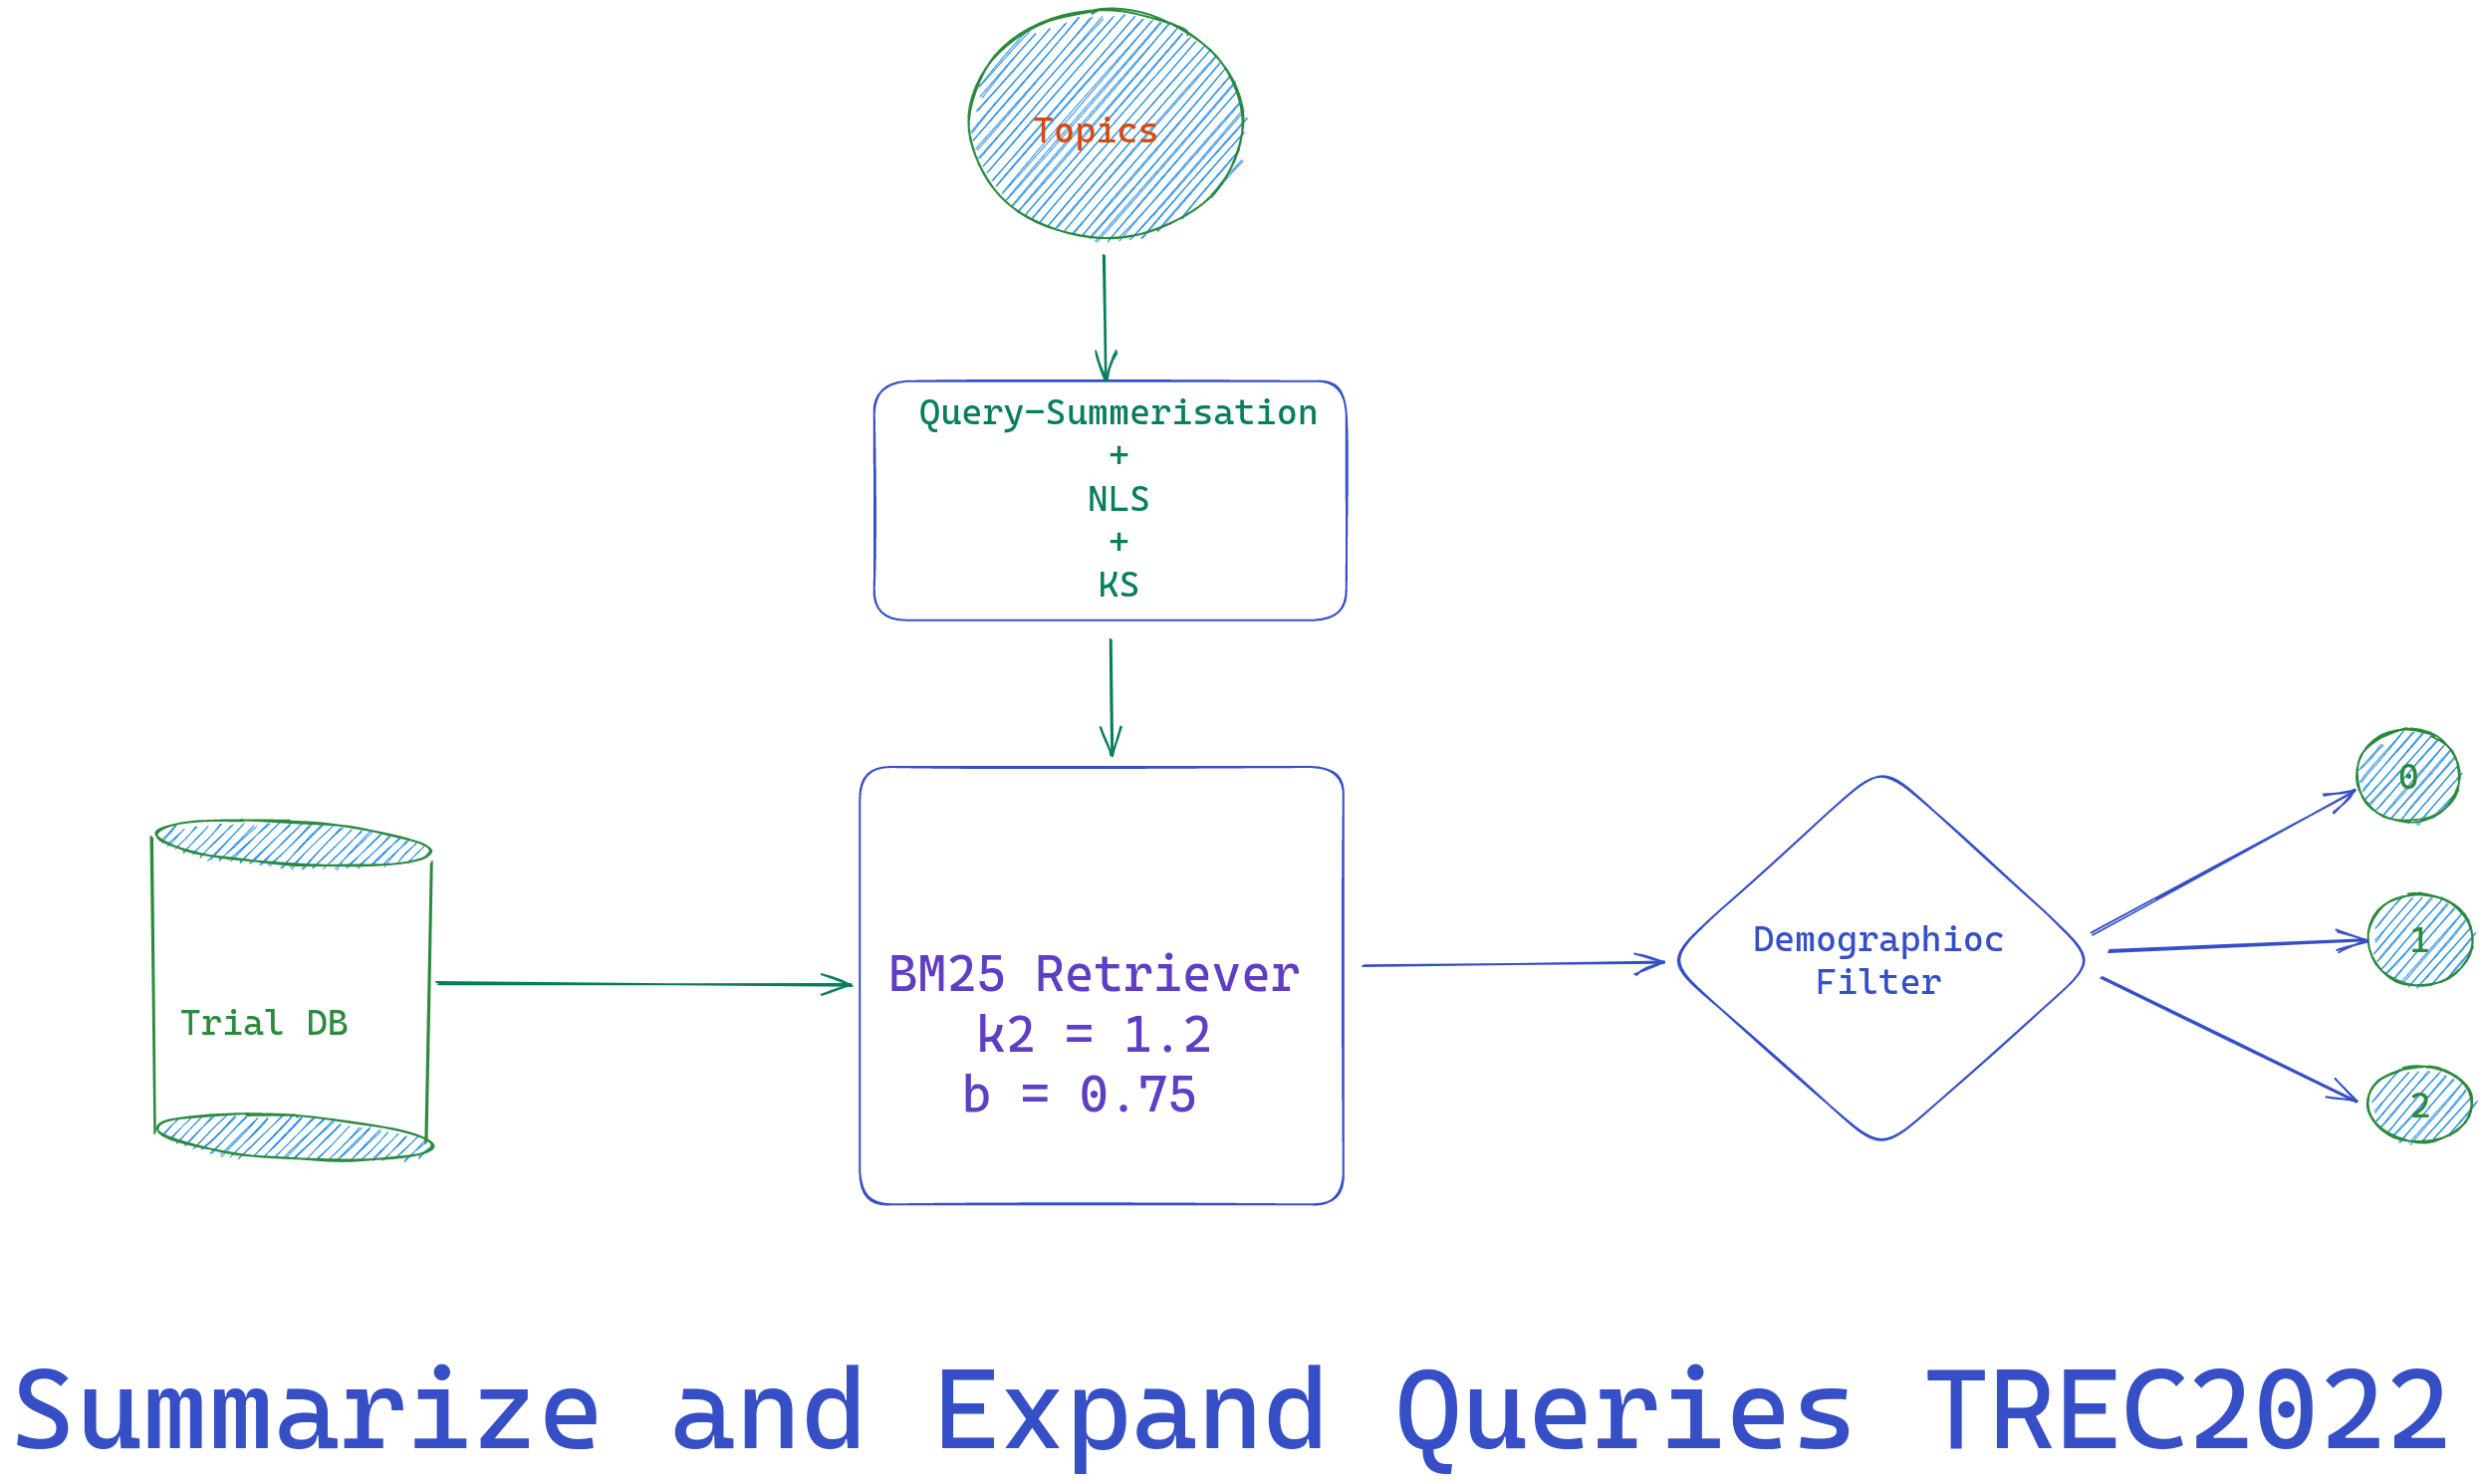 Topics
Query-Summerisation
+
NLS
+
KS
Trial DB
BM25 Retriever
k2 = 1.2
b = 0.75
Demographioc
Filter
0
1
2
Summarize and Expand Queries TREC2022